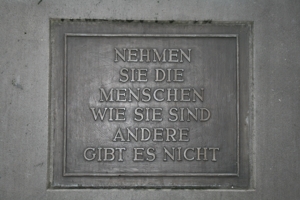 NEHMEN
SIE DIE
MENSCHEN
WIE SIE SIND
ANDERE
GIBT ES NICHT